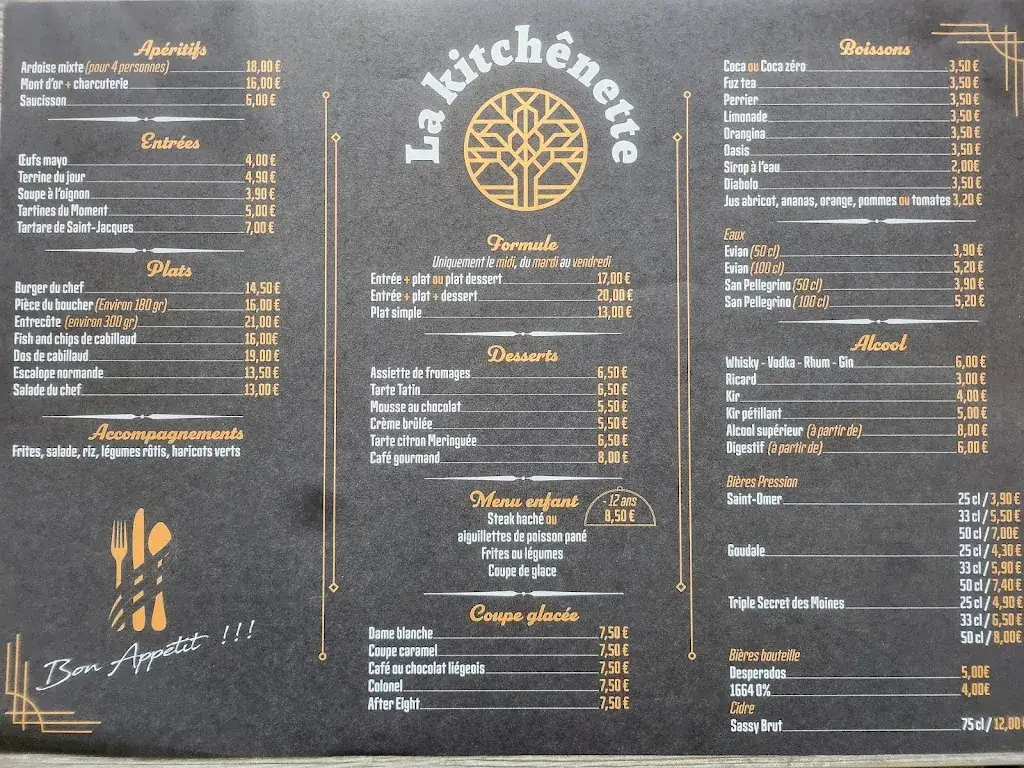 Apéritifs
Ardoise mixte (pour 4 personnes) 18,00 €
Mont d'or + charcuterie 16,00 €
Saucisson 6,00 €
Entrées
Œufs mayo 4,00 €
Terrine du jour 4,90 €
Soupe à l'oignon 3,90 €
Tartines du Moment 5,00 €
Tartare de Saint-Jacques 7,00 €
Plats
Burger du chef 14,50 €
Pièce du boucher (Environ 180 gr) 16,00 €
Entrecôte (environ 300 gr) 21,00 €
Fish and chips de cabillaud 16,00€
Dos de cabillaud 19,00 €
Escalope normande 13,50 €
Salade du chef 13,00 €
Accompagnements
Frites, salade, riz, légumes rôtis, haricots verts
Bon Appétit !!!
La kitchênette
Formule
Uniquement le midi, du mardi au vendredi
Entrée + plat ou plat dessert 17,00 €
Entrée + plat + dessert 20,00 €
Plat simple 13,00 €
Desserts
Assiette de fromages 6,50 €
Tarte Tatin 6,50 €
Mousse au chocolat 5,50 €
Crème brûlée 5,50 €
Tarte citron Meringuée 6,50 €
Café gourmand 8,00 €
Menu enfant
- 12 ans
8,50 €
Steak haché ou
aiguillettes de poisson pané
Frites ou légumes
Coupe de glace
Coupe glacée
Dame blanche 7,50 €
Coupe caramel 7,50 €
Café ou chocolat liégeois 7,50 €
Colonel 7,50 €
After Eight 7,50 €
Boissons
Coca ou Coca zéro 3,50 €
Fuz tea 3,50 €
Perrier 3,50 €
Limonade 3,50 €
Orangina 3,50 €
Oasis 3,50 €
Sirop à l'eau 2,00€
Diabolo 3,50 €
Jus abricot, ananas, orange, pommes ou tomates 3,20 €
Eaux
Evian (50 cl) 3,90 €
Evian (100 cl) 5,20 €
San Pellegrino (50 cl) 3,90 €
San Pellegrino (100 cl) 5,20 €
Alcool
Whisky - Vodka - Rhum - Gin 6,00 €
Ricard 3,00 €
Kir 4,00 €
Kir pétillant 5,00 €
Alcool supérieur (à partir de) 8,00 €
Digestif (à partir de) 6,00 €
Bières Pression
Saint-Omer 25 cl / 3,90 €
33 cl / 5,50 €
50 cl / 7,00€
Goudale 25 cl / 4,30 €
33 cl / 5,90 €
50 cl / 7,40 €
Triple Secret des Moines 25 cl / 4,90 €
33 cl / 6,50 €
50 cl / 8,00€
Bières bouteille
Desperados 5,00€
1664 0% 4,00€
Cidre
Sassy Brut 75 cl / 12,00 €